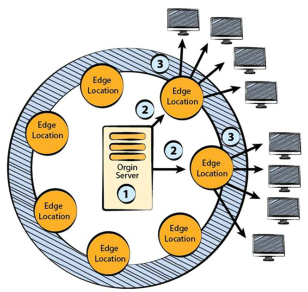 3
Edge
Location
2
Edge
Location
Edge
Location
3
2
Edge
Location
Orgin
Server
1
Edge
Location
Edge
Location
Edge
Location